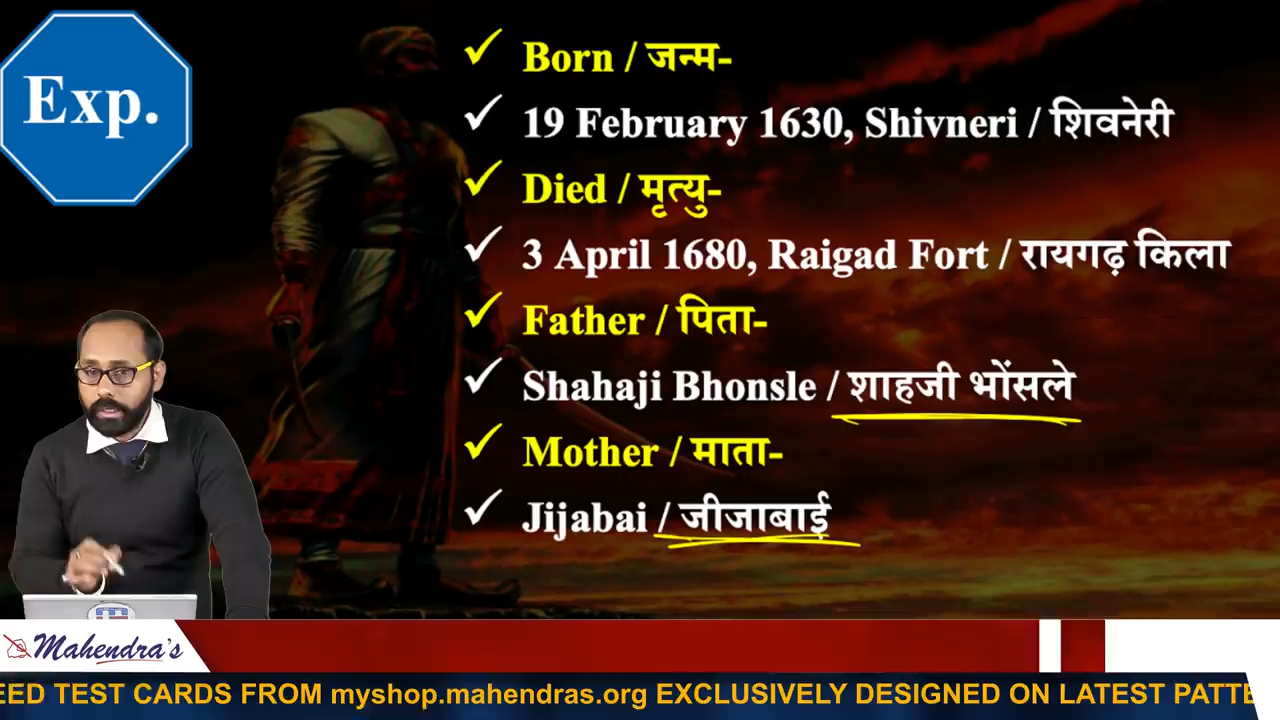 Exp.
Born / जन्म-
19 February 1630, Shivneri / शिवनेरी
Died / मृत्यु-
3 April 1680, Raigad Fort / रायगढ़ किला
Father / पिता-
Shahaji Bhonsle / शाहजी भोंसले
Mother / माता-
Jijabai / जीजाबाई
Mahendra's
EED TEST CARDS FROM myshop.mahendras.org EXCLUSIVELY DESIGNED ON LATEST PATTE